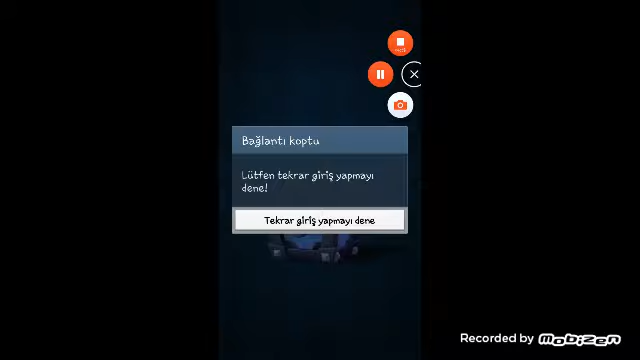 Bağlantı koptu
Lütfen tekrar giriş yapmayı
dene!
Tekrar giriş yapmayı dene
Recorded by Mobizen